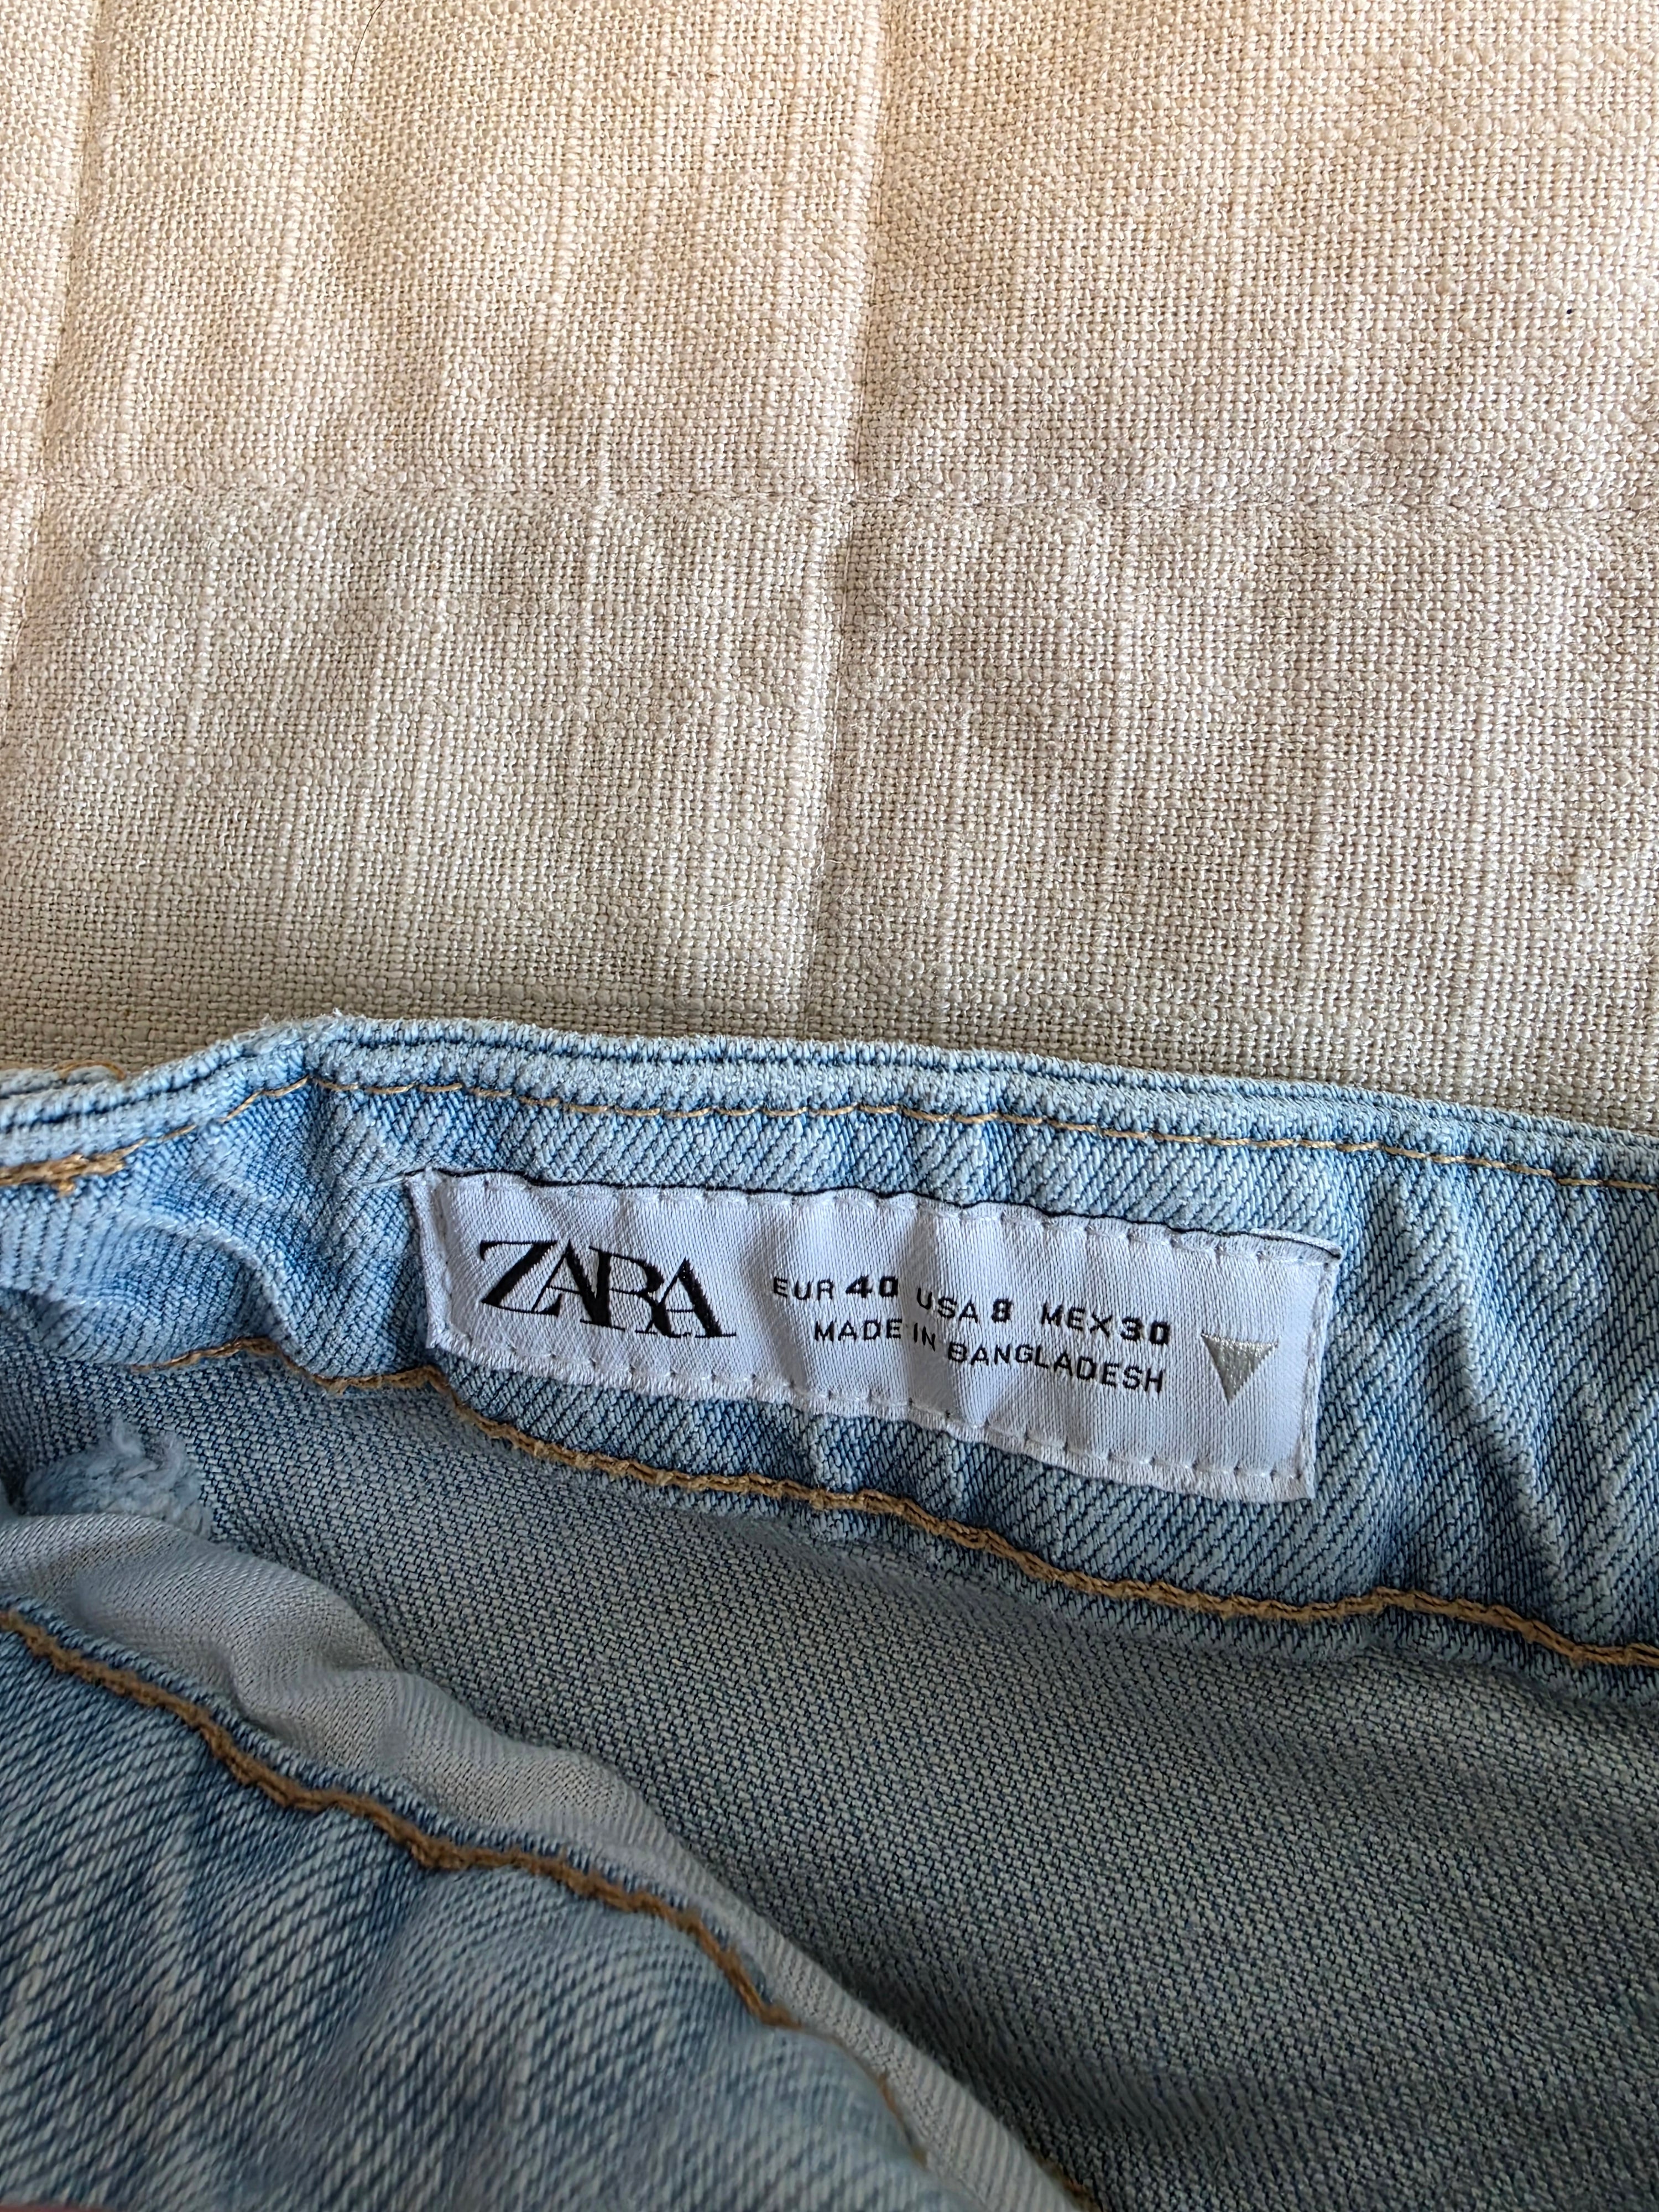 ZARA
EUR 40 USA 8 MEX 30
MADE IN BANGLADESH